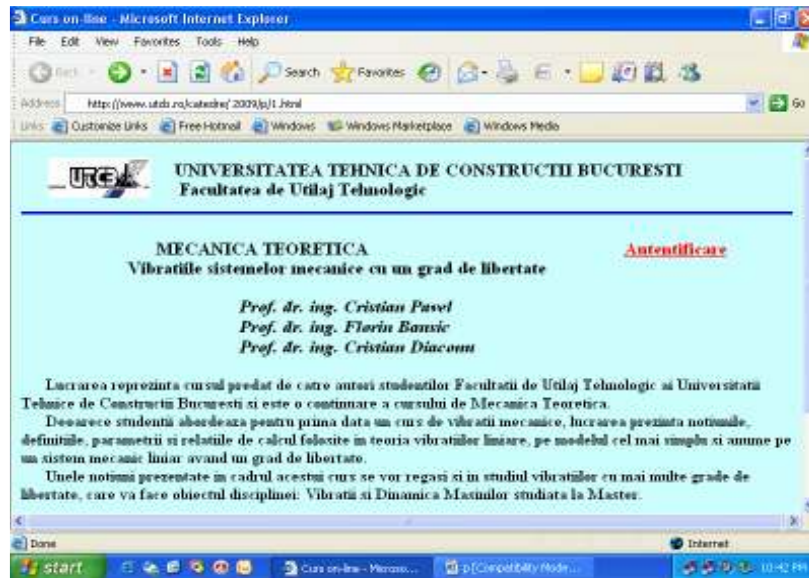 Curs on-line - Microsoft Internet Explorer
File Edit View Favorites Tools Help
Back Search Favorites
Address http://www.utcb.ro/catedre/ 2009/p/1.html Go
Links Customize Links Free Hotmail Windows Windows Marketplace Windows Media
UNIVERSITATEA TEHNICA DE CONSTRUCTII BUCURESTI
Facultatea de Utilaj Tehnologic
MECANICA TEORETICA Autentificare
Vibratiile sistemelor mecanice cu un grad de libertate
Prof. dr. ing. Cristian Pavel
Prof. dr. ing. Florin Bausic
Prof. dr. ing. Cristian Diaconu
Lucrarea reprezinta cursul predat de catre autori studentilor Facultatii de Utilaj Tehnologic ai Universitatii
Tehnice de Constructii Bucuresti si este o continuare a cursului de Mecanica Teoretica.
Deoarece studentii abordeaza pentru prima data un curs de vibratii mecanice, lucrarea prezinta notiunile,
definitiile, parametrii si relatiile de calcul folosite in teoria vibratiilor liniare, pe modelul cel mai simplu si anume pe
un sistem mecanic liniar avand un grad de libertate.
Unele notiuni prezentate in cadrul acestui curs se vor regasi si in studiul vibratiilor cu mai multe grade de
libertate, care va face obiectul disciplinei: Vibratii si Dinamica Masinilor studiata la Master.
Done Internet
start Curs on-line - Microso... p [Compatibility Mode... 10:42 PM